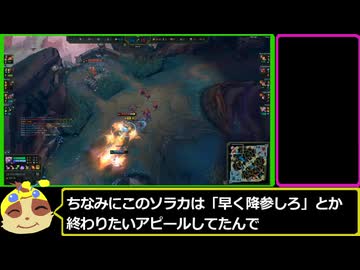 ちなみにこのソラカは「早く降参しろ」とか
終わりたいアピールしてたんで